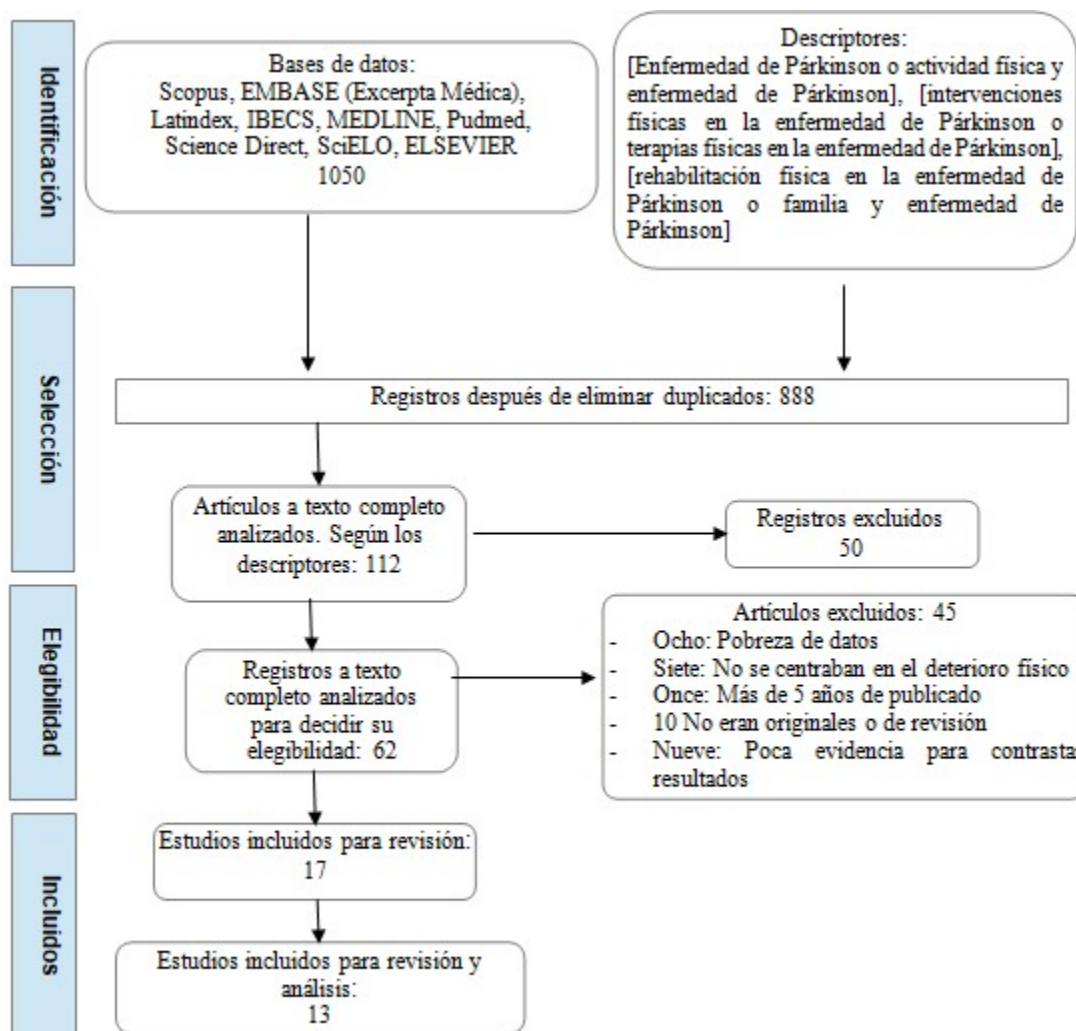 Identificación
Bases de datos:
Scopus, EMBASE (Excerpta Médica),
Latindex, IBECS, MEDLINE, Pudmed,
Science Direct, SciELO, ELSEVIER
1050
Descriptores:
[Enfermedad de Párkinson o actividad física y
enfermedad de Párkinson], [intervenciones
físicas en la enfermedad de Párkinson o
terapias físicas en la enfermedad de Párkinson],
[rehabilitación física en la enfermedad de
Párkinson o familia y enfermedad de
Párkinson]
Selección
Registros después de eliminar duplicados: 888
Artículos a texto completo
analizados. Según los
descriptores: 112
Registros excluidos
50
Elegibilidad
Registros a texto
completo analizados
para decidir su
elegibilidad: 62
Artículos excluidos: 45
- Ocho: Pobreza de datos
- Siete: No se centraban en el deterioro físico
- Once: Más de 5 años de publicado
- 10 No eran originales o de revisión
- Nueve: Poca evidencia para contrasta
resultados
Incluidos
Estudios incluidos para revisión:
17
Estudios incluidos para revisión y
análisis:
13